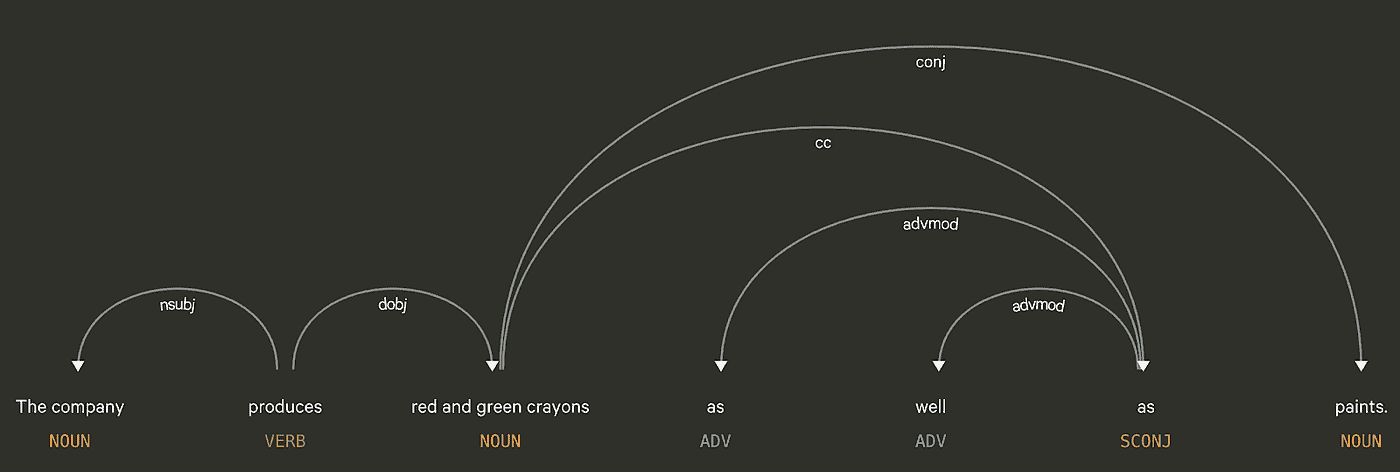 conj
cc
advmod
nsubj dobj advmod
The company produces red and green crayons as well as paints.
NOUN VERB NOUN ADV ADV SCONJ NOUN